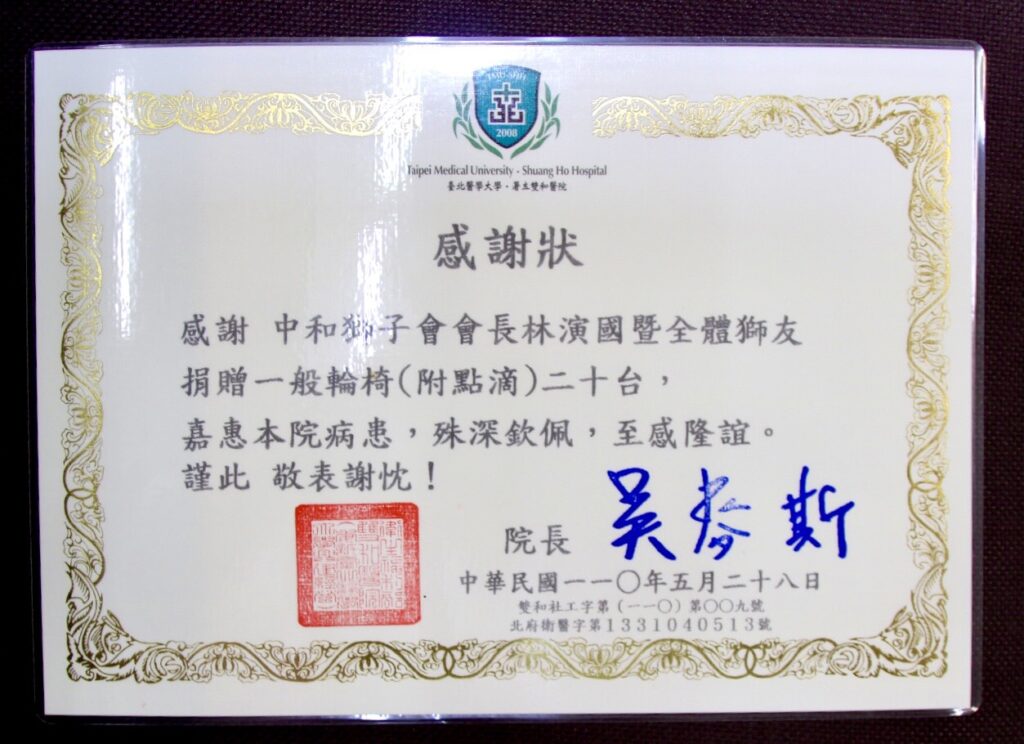 TMU-SHH
2008
Taipei Medical University · Shuang Ho Hospital
臺北醫學大學·署立雙和醫院
感謝狀
感謝 中和獅子會會長林演國暨全體獅友
捐贈一般輪椅(附點滴)二十台，
嘉惠本院病患，殊深欽佩，至感隆誼。
謹此 敬表謝忱！
院長 吳麥斯
中華民國一一〇年五月二十八日
雙和社工字第(一一〇)第〇〇九號
北府衛醫字第1331040513號